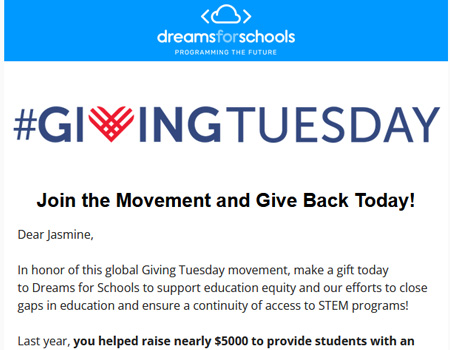 dreamsforschools
PROGRAMMING THE FUTURE
#GIVINGTUESDAY
Join the Movement and Give Back Today!
Dear Jasmine,
In honor of this global Giving Tuesday movement, make a gift today
to Dreams for Schools to support education equity and our efforts to close
gaps in education and ensure a continuity of access to STEM programs!
Last year, you helped raise nearly $5000 to provide students with an